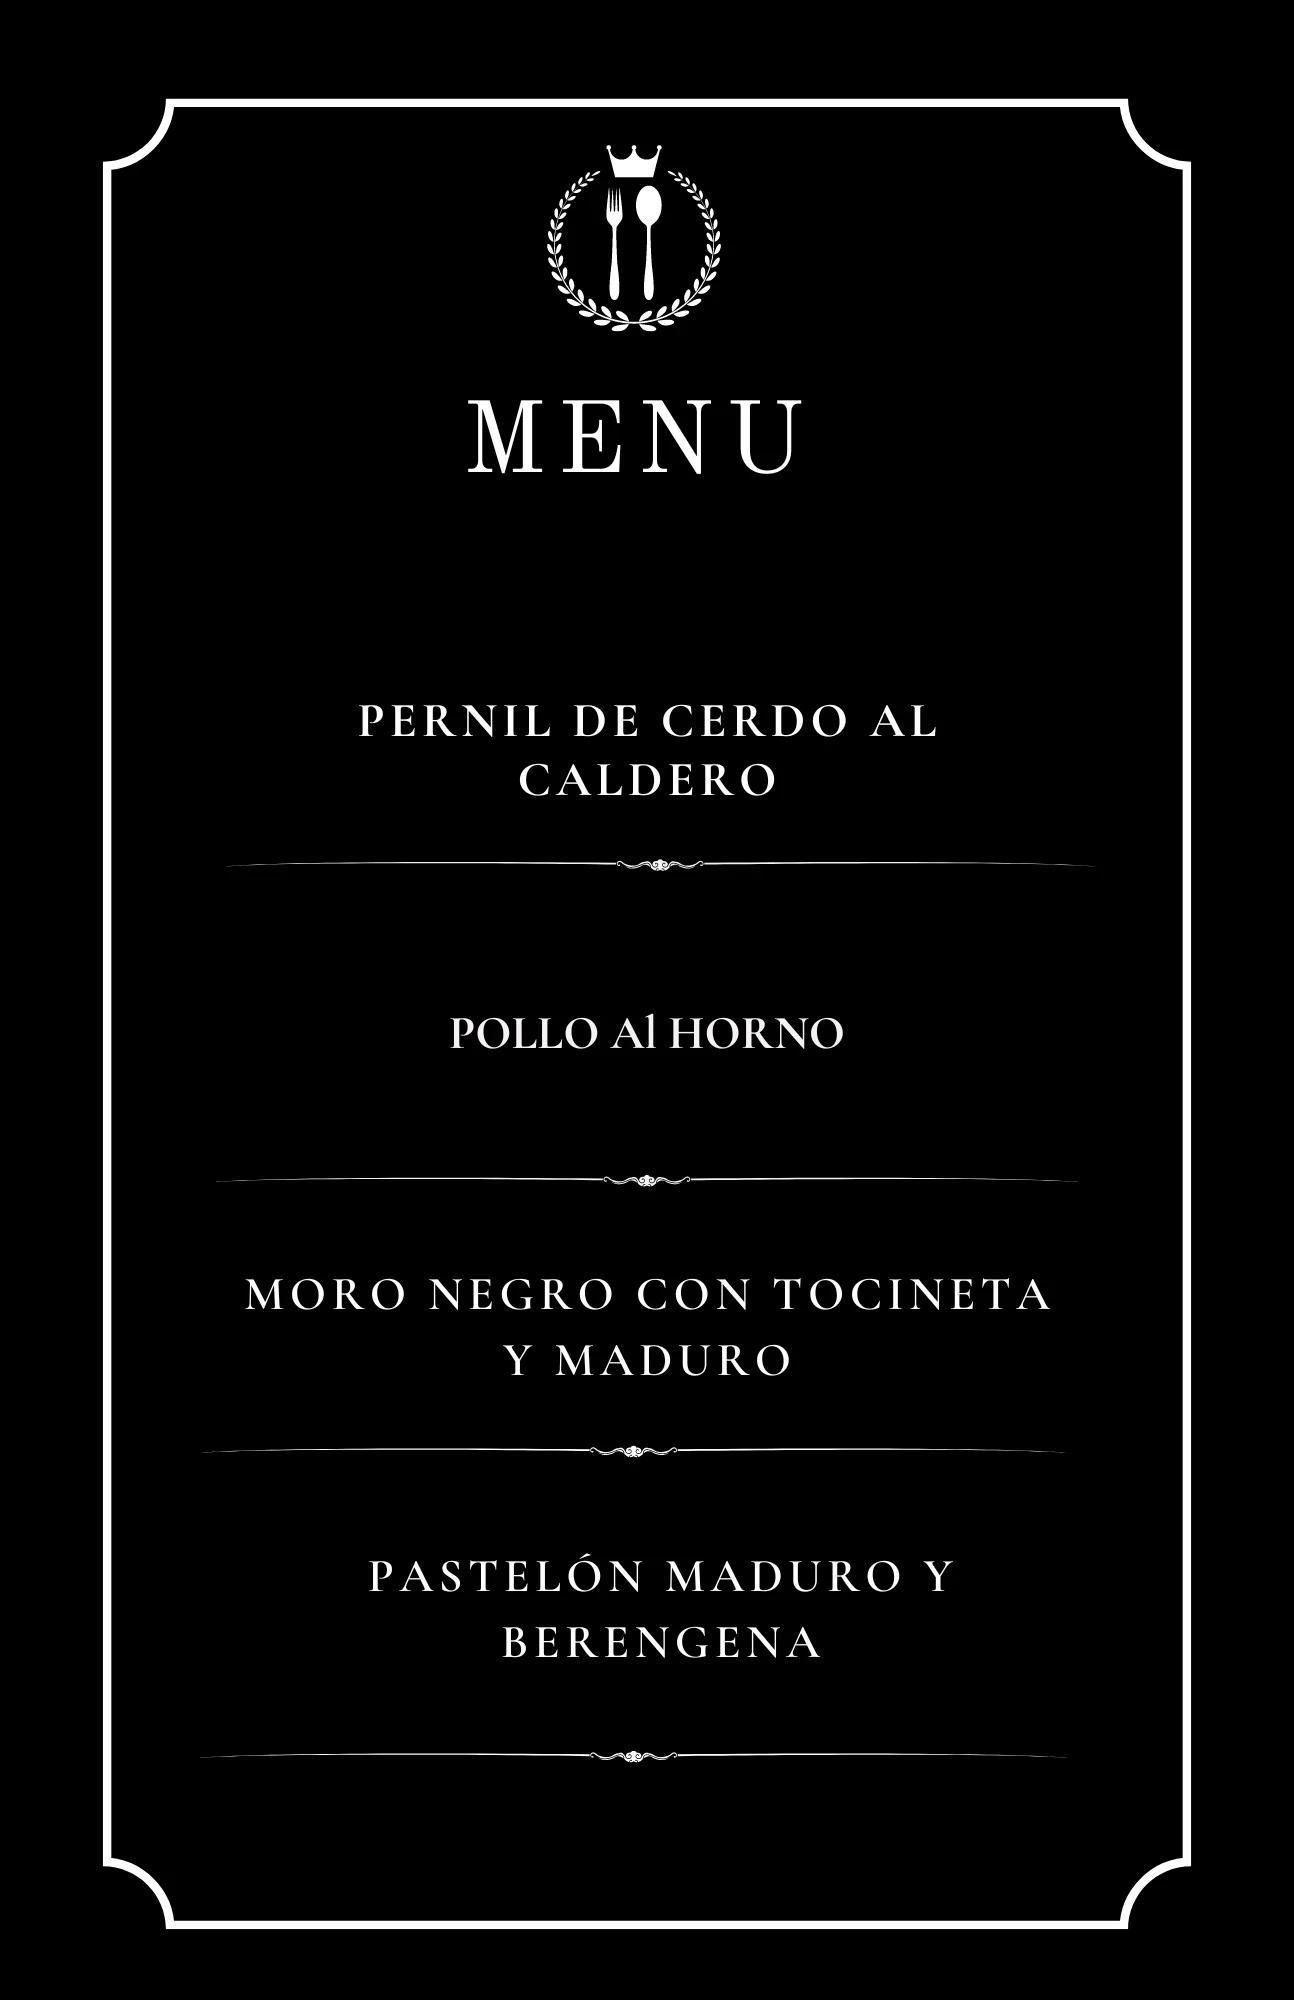 MENU
PERNIL DE CERDO AL
CALDERO
POLLO Al HORNO
MORO NEGRO CON TOCINETA
Y MADURO
PASTELÓN MADURO Y
BERENGENA